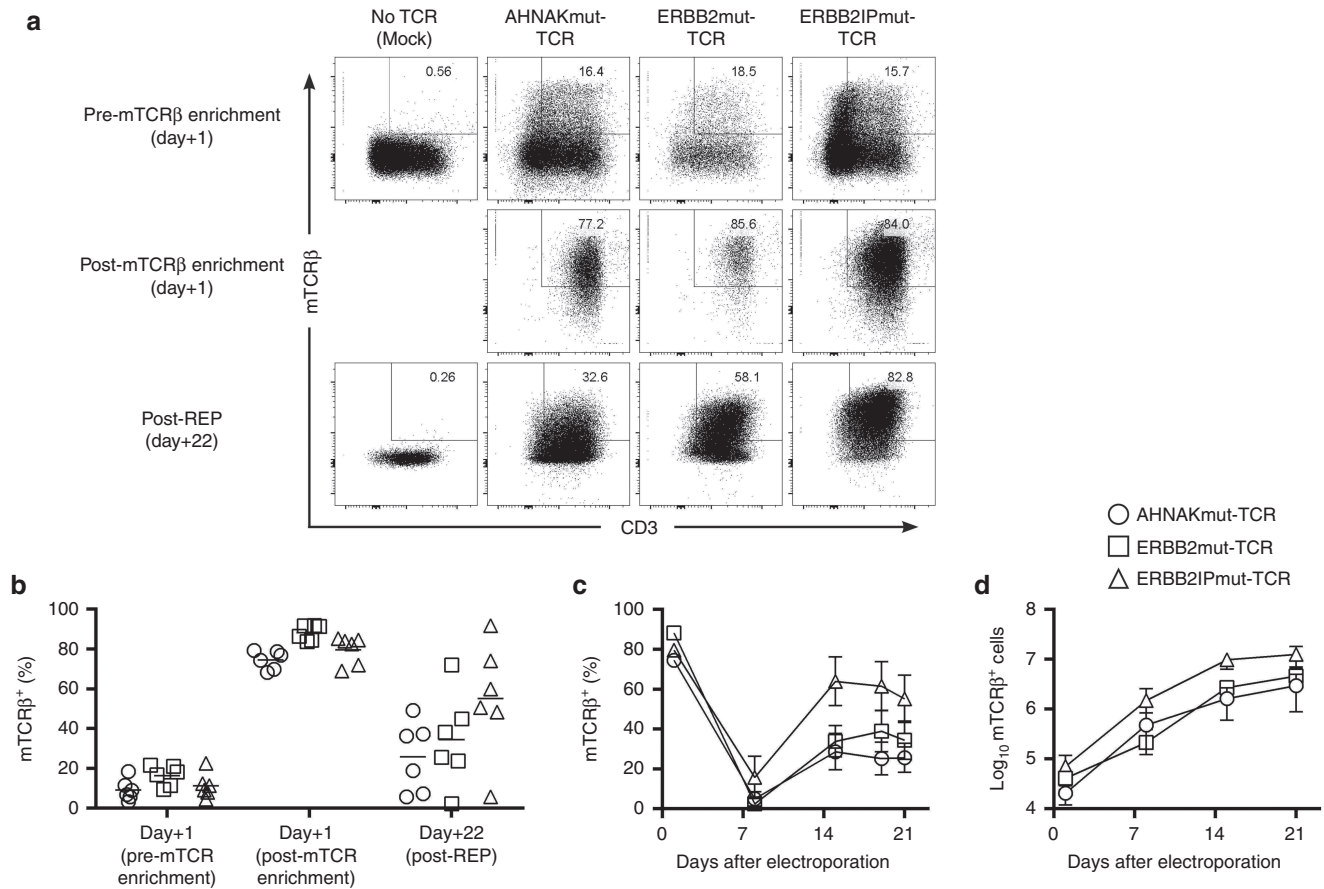 a
No TCR
(Mock)
AHNAKmut-
TCR
ERBB2mut-
TCR
ERBB2IPmut-
TCR
Pre-mTCRβ enrichment
(day+1)
0.56
16.4
18.5
15.7
Post-mTCRβ enrichment
(day+1)
77.2
85.6
84.0
Post-REP
(day+22)
0.26
32.6
58.1
82.8
mTCRβ
CD3
AHNAKmut-TCR
ERBB2mut-TCR
ERBB2IPmut-TCR
b
mTCRβ+ (%)
100
80
60
40
20
0
Day+1
(pre-mTCR
enrichment)
Day+1
(post-mTCR
enrichment)
Day+22
(post-REP)
c
mTCRβ+ (%)
100
80
60
40
20
0
0 7 14 21
Days after electroporation
d
Log10 mTCRβ+ cells
8
7
6
5
4
0 7 14 21
Days after electroporation